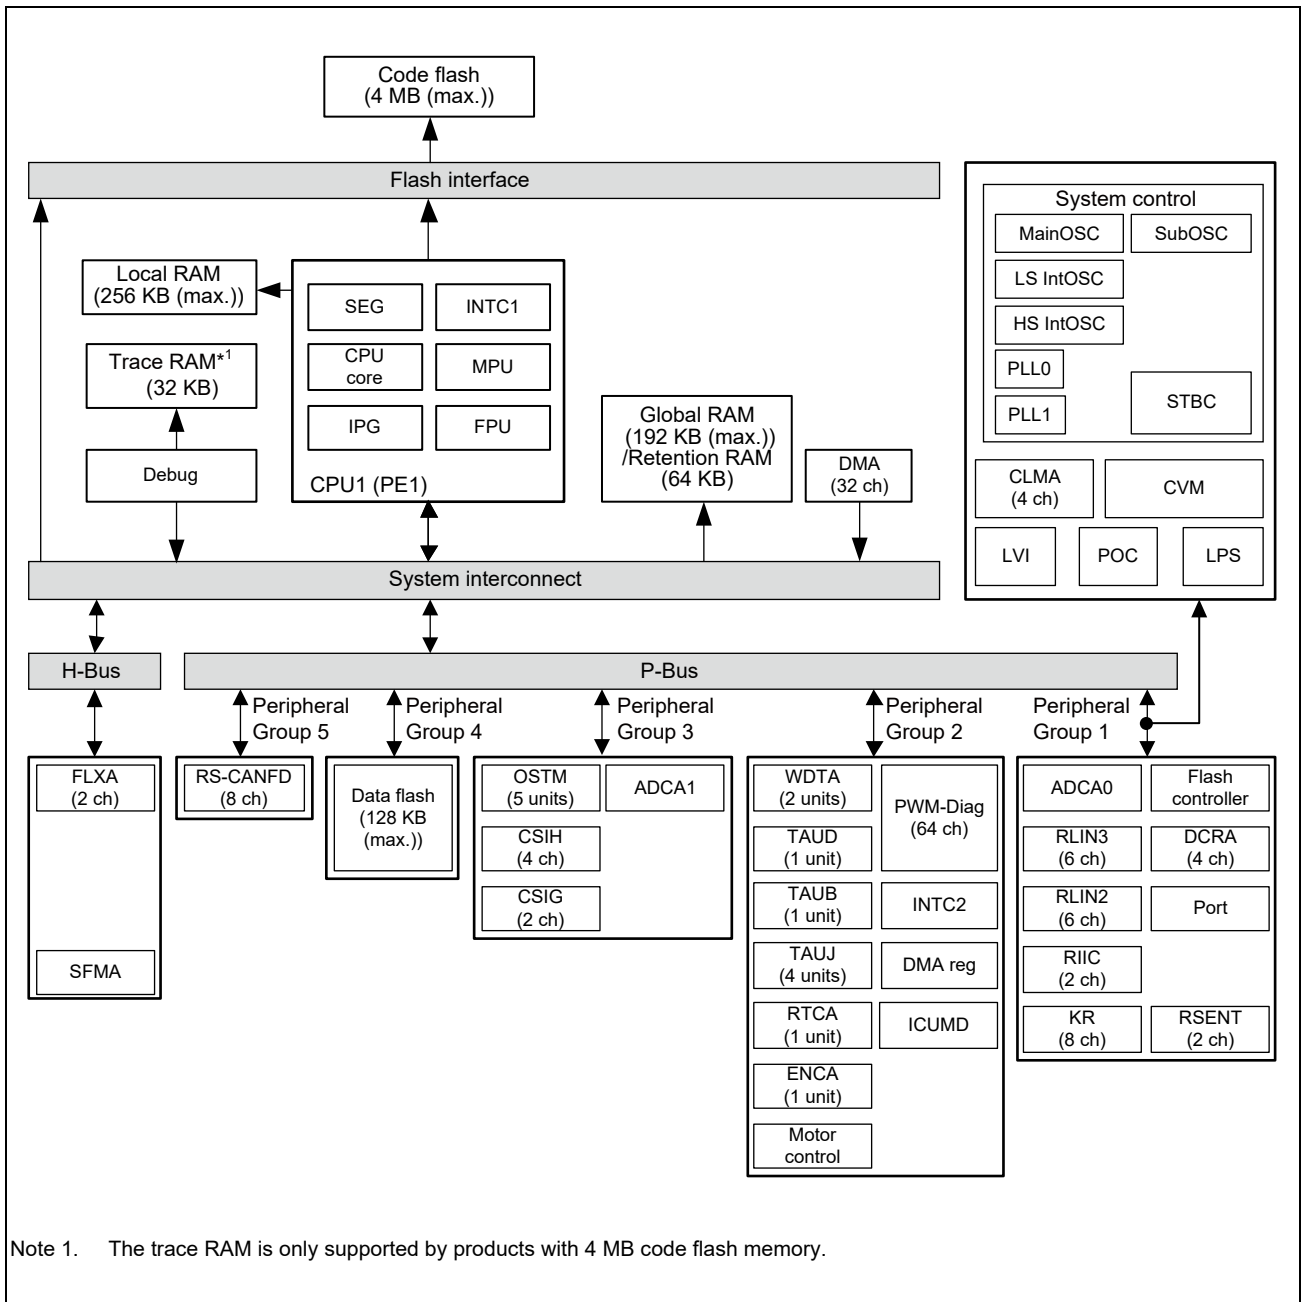 Code flash
(4 MB (max.))
Flash interface
System control
MainOSC
SubOSC
LS IntOSC
HS IntOSC
PLL0
PLL1
STBC
CLMA
(4 ch)
CVM
LVI
POC
LPS
Local RAM
(256 KB (max.))
Trace RAM*1
(32 KB)
Debug
SEG
INTC1
CPU
core
MPU
IPG
FPU
CPU1 (PE1)
Global RAM
(192 KB (max.))
/Retention RAM
(64 KB)
DMA
(32 ch)
System interconnect
H-Bus
P-Bus
Peripheral
Group 5
Peripheral
Group 4
Peripheral
Group 3
Peripheral
Group 2
Peripheral
Group 1
FLXA
(2 ch)
SFMA
RS-CANFD
(8 ch)
Data flash
(128 KB
(max.))
OSTM
(5 units)
ADCA1
CSIH
(4 ch)
CSIG
(2 ch)
WDTA
(2 units)
PWM-Diag
(64 ch)
TAUD
(1 unit)
TAUB
(1 unit)
INTC2
TAUJ
(4 units)
DMA reg
RTCA
(1 unit)
ICUMD
ENCA
(1 unit)
Motor
control
ADCA0
Flash
controller
RLIN3
(6 ch)
DCRA
(4 ch)
RLIN2
(6 ch)
Port
RIIC
(2 ch)
KR
(8 ch)
RSENT
(2 ch)
Note 1. The trace RAM is only supported by products with 4 MB code flash memory.